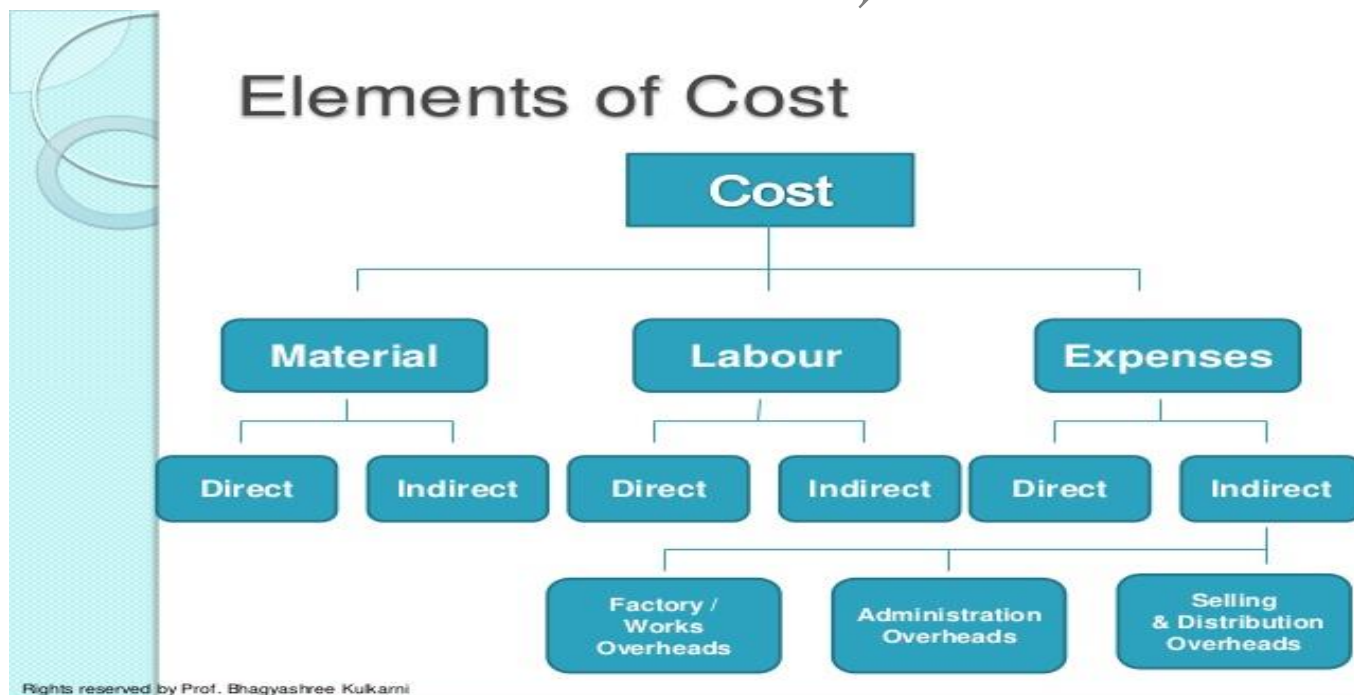 Elements of Cost
Cost
Material
Labour
Expenses
Direct
Indirect
Direct
Indirect
Direct
Indirect
Factory /
Works
Overheads
Administration
Overheads
Selling
& Distribution
Overheads
Rights reserved by Prof. Bhagyashree Kulkarni